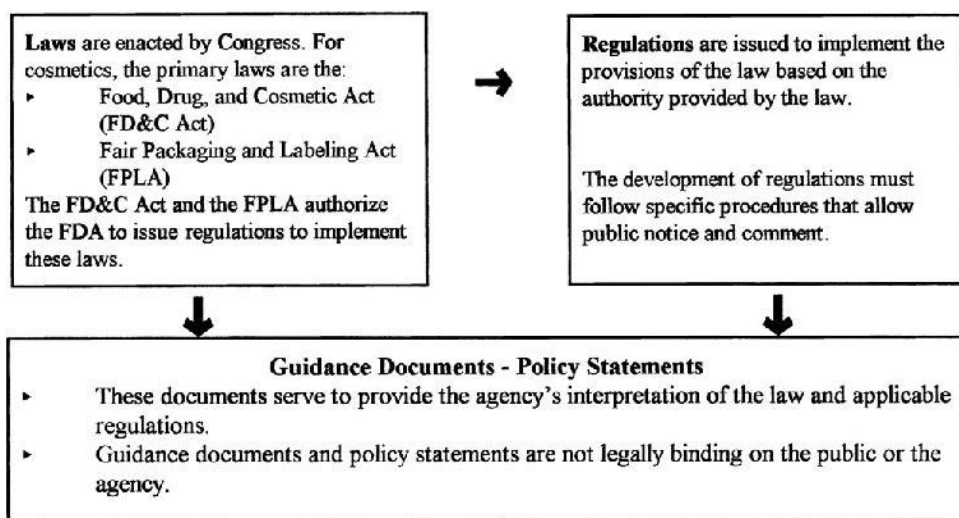 Laws are enacted by Congress. For
cosmetics, the primary laws are the:
▸ Food, Drug, and Cosmetic Act
(FD&C Act)
▸ Fair Packaging and Labeling Act
(FPLA)
The FD&C Act and the FPLA authorize
the FDA to issue regulations to implement
these laws.
Regulations are issued to implement the
provisions of the law based on the
authority provided by the law.
The development of regulations must
follow specific procedures that allow
public notice and comment.
Guidance Documents - Policy Statements
▸ These documents serve to provide the agency's interpretation of the law and applicable
regulations.
▸ Guidance documents and policy statements are not legally binding on the public or the
agency.